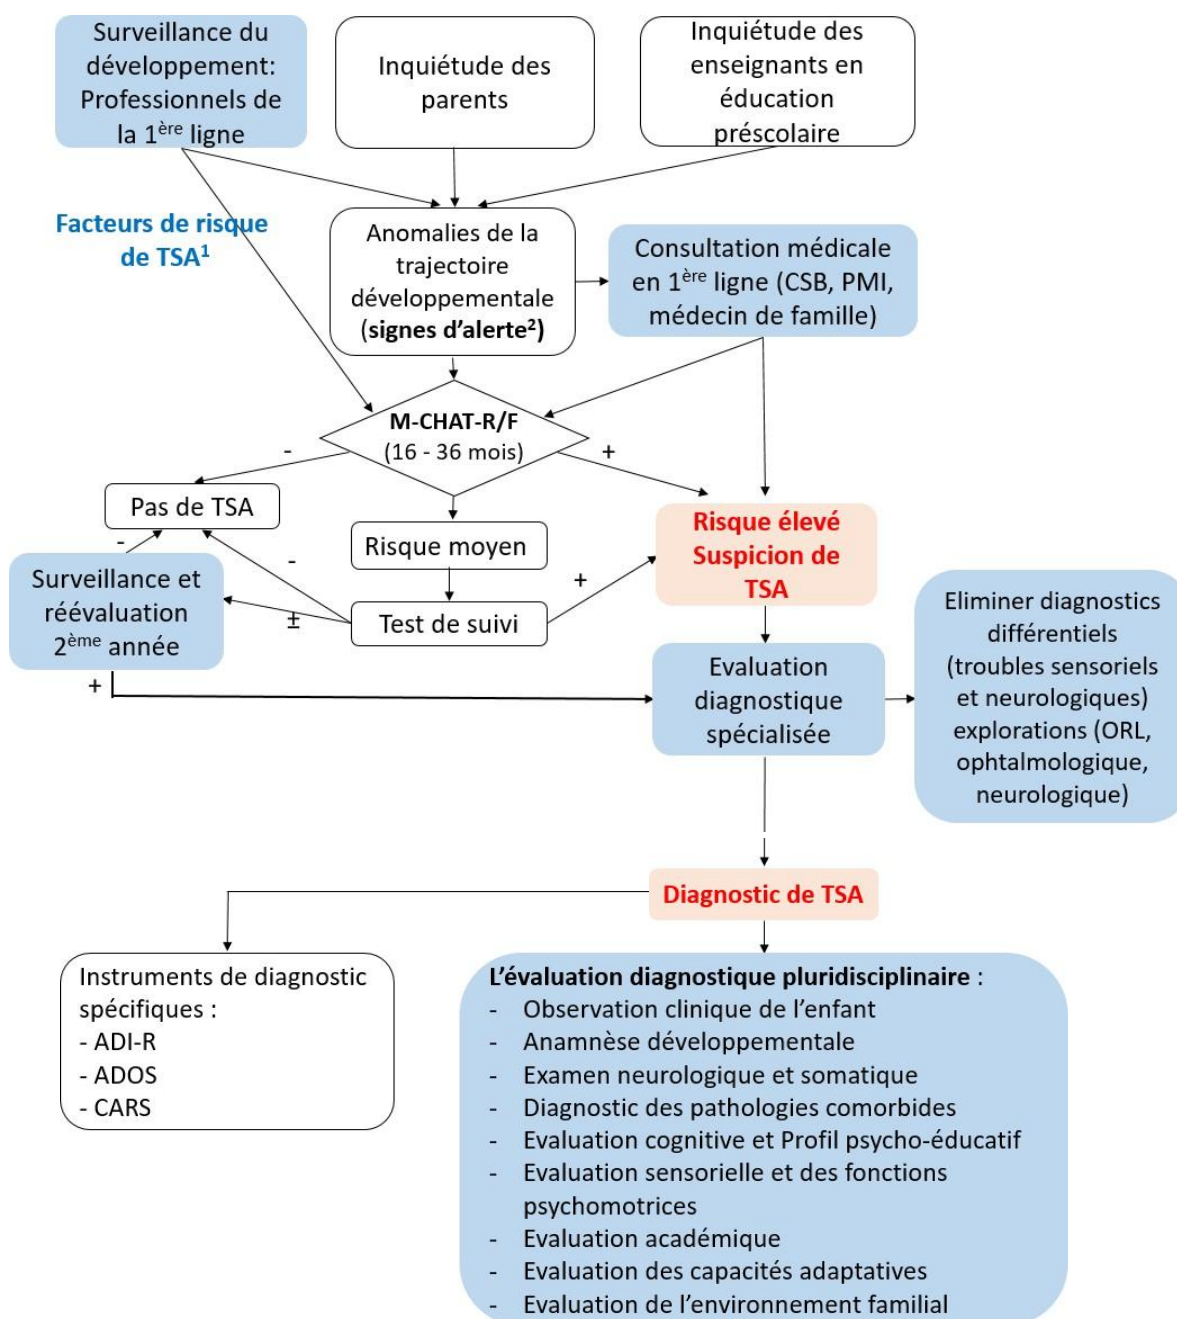 Surveillance du
développement:
Professionnels de
la 1ère ligne
Inquiétude des
parents
Inquiétude des
enseignants en
éducation
préscolaire
Facteurs de risque
de TSA1
Anomalies de la
trajectoire
développementale
(signes d’alerte2)
Consultation médicale
en 1ère ligne (CSB, PMI,
médecin de famille)
M-CHAT-R/F
(16 - 36 mois)
-
+
Pas de TSA
Risque moyen
Risque élevé
Suspicion de
TSA
-
-
+
Surveillance et
réévaluation
2ème année
±
Test de suivi
+
Evaluation
diagnostique
spécialisée
Eliminer diagnostics
différentiels
(troubles sensoriels
et neurologiques)
explorations (ORL,
ophtalmologique,
neurologique)
Diagnostic de TSA
Instruments de diagnostic
spécifiques :
- ADI-R
- ADOS
- CARS
L’évaluation diagnostique pluridisciplinaire :
- Observation clinique de l’enfant
- Anamnèse développementale
- Examen neurologique et somatique
- Diagnostic des pathologies comorbides
- Evaluation cognitive et Profil psycho-éducatif
- Evaluation sensorielle et des fonctions
psychomotrices
- Evaluation académique
- Evaluation des capacités adaptatives
- Evaluation de l’environnement familial